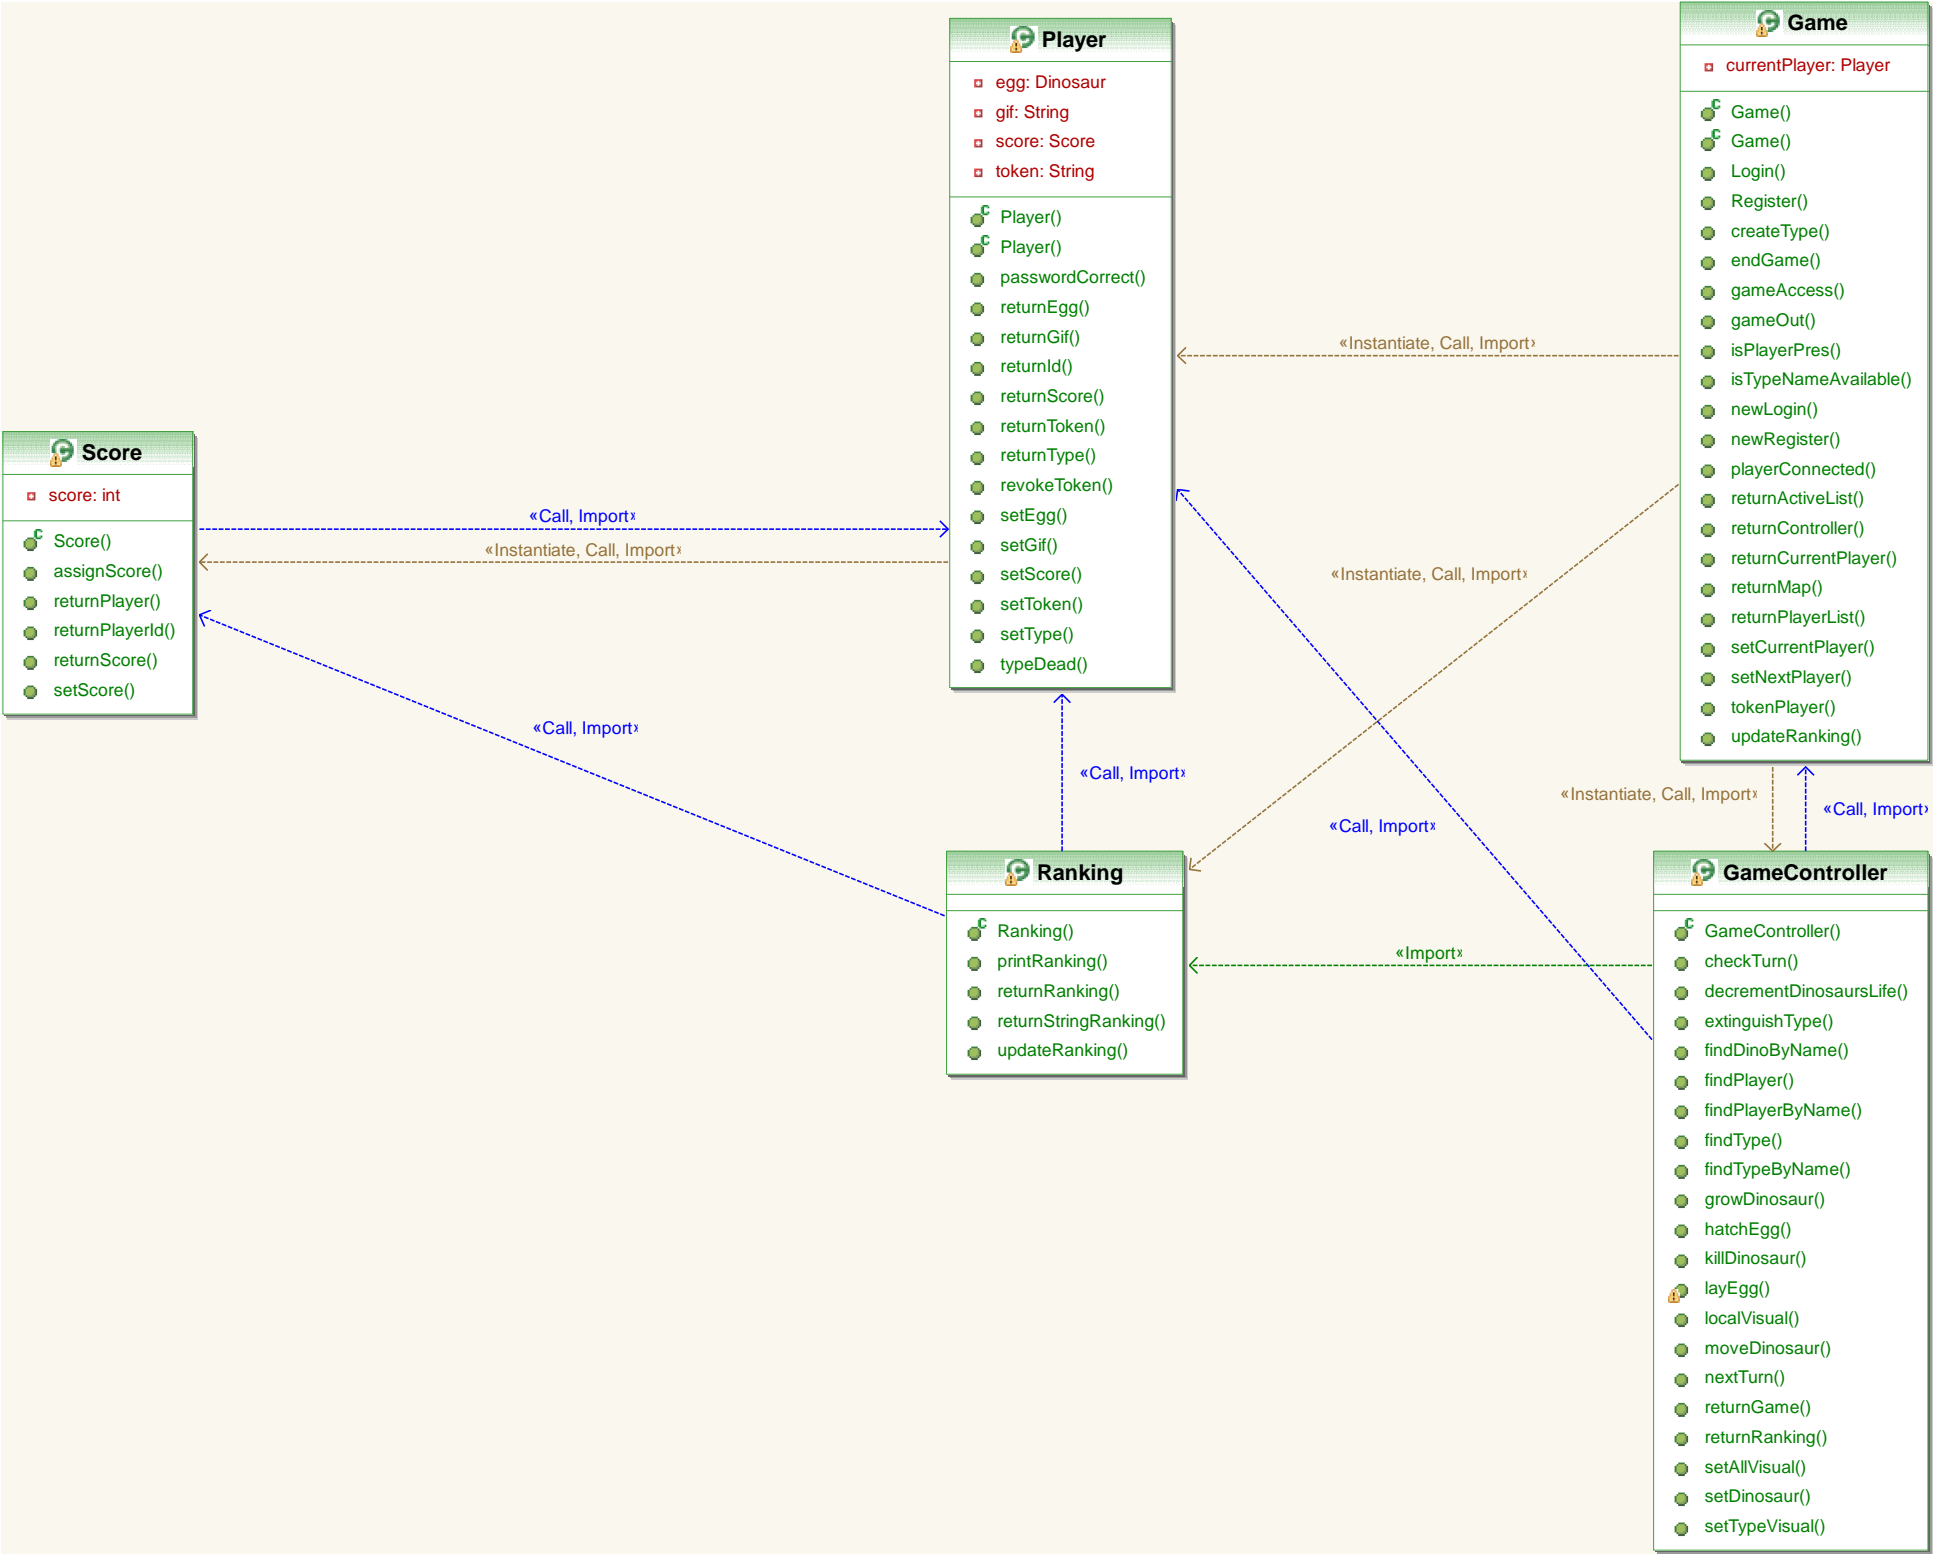 Player
egg: Dinosaur
gif: String
score: Score
token: String
Player()
Player()
passwordCorrect()
returnEgg()
returnGif()
returnId()
returnScore()
returnToken()
returnType()
revokeToken()
setEgg()
setGif()
setScore()
setToken()
setType()
typeDead()
Game
currentPlayer: Player
Game()
Game()
Login()
Register()
createType()
endGame()
gameAccess()
gameOut()
isPlayerPres()
isTypeNameAvailable()
newLogin()
newRegister()
playerConnected()
returnActiveList()
returnController()
returnCurrentPlayer()
returnMap()
returnPlayerList()
setCurrentPlayer()
setNextPlayer()
tokenPlayer()
updateRanking()
«Instantiate, Call, Import»
Score
score: int
Score()
assignScore()
returnPlayer()
returnPlayerId()
returnScore()
setScore()
«Call, Import»
«Instantiate, Call, Import»
«Instantiate, Call, Import»
«Call, Import»
«Call, Import»
«Call, Import»
«Instantiate, Call, Import»
«Call, Import»
Ranking
Ranking()
printRanking()
returnRanking()
returnStringRanking()
updateRanking()
«Import»
GameController
GameController()
checkTurn()
decrementDinosaursLife()
extinguishType()
findDinoByName()
findPlayer()
findPlayerByName()
findType()
findTypeByName()
growDinosaur()
hatchEgg()
killDinosaur()
layEgg()
localVisual()
moveDinosaur()
nextTurn()
returnGame()
returnRanking()
setAllVisual()
setDinosaur()
setTypeVisual()